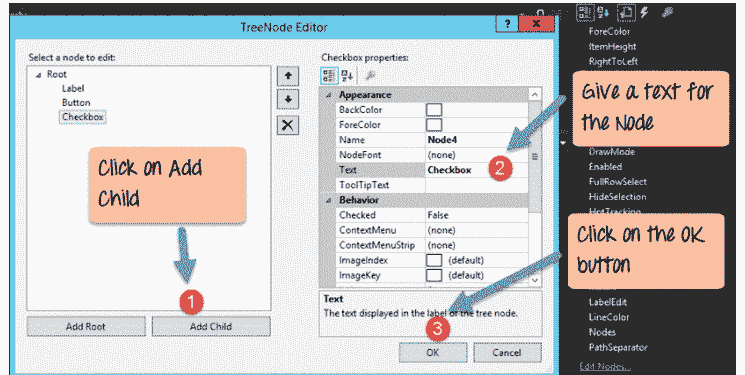 TreeNode Editor
?
x
Select a node to edit:
Root
Label
Button
Checkbox
Click on Add
Child
1
Add Root
Add Child
Checkbox properties:
Appearance
BackColor
ForeColor
Name Node4
NodeFont (none)
Text Checkbox
ToolTipText
2
Behavior
Checked False
ContextMenu (none)
ContextMenuStrip (none)
ImageIndex (default)
ImageKey (default)
Text
The text displayed in the label of the tree node.
3
OK
Cancel
ForeColor
ItemHeight
RightToLeft
Give a text for
the Node
DrawMode
Enabled
FullRowSelect
HideSelection
HotTracking
Click on the OK
button
LabelEdit
LineColor
Nodes
PathSeparator
Edit Nodes...